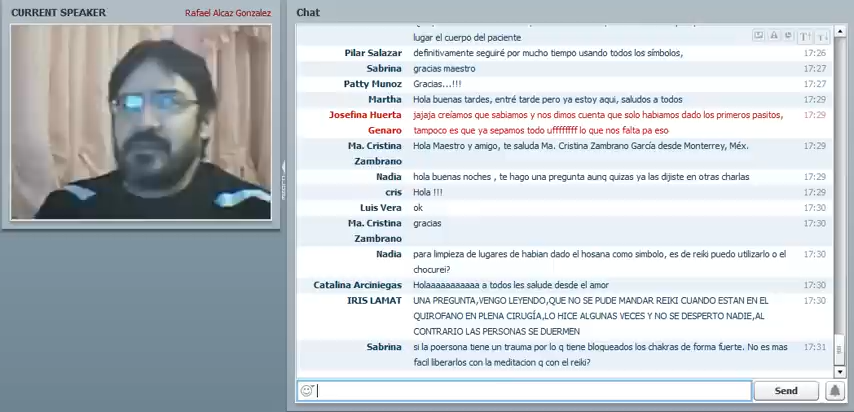 CURRENT SPEAKER Rafael Alcaz Gonzalez
Chat
lugar el cuerpo del paciente
Pilar Salazar definitivamente seguiré por mucho tiempo usando todos los símbolos, 17:26
Sabrina gracias maestro 17:27
Patty Munoz Gracias...!!! 17:27
Martha Hola buenas tardes, entré tarde pero ya estoy aqui, saludos a todos 17:29
Josefina Huerta jajaja creíamos que sabiamos y nos dimos cuenta que solo habiamos dado los primeros pasitos, 17:29
Genaro tampoco es que ya sepamos todo uffffffff lo que nos falta pa eso
Ma. Cristina Hola Maestro y amigo, te saluda Ma. Cristina Zambrano García desde Monterrey, Méx. 17:29
Zambrano
Nadia hola buenas noches , te hago una pregunta aunq quizas ya las dijiste en otras charlas 17:29
cris Hola !!! 17:29
Luis Vera ok 17:30
Ma. Cristina gracias 17:30
Zambrano
Nadia para limpieza de lugares de habian dado el hosana como simbolo, es de reiki puedo utilizarlo o el 17:30
chocurei?
Catalina Arciniegas Holaaaaaaaaaaa a todos les salude desde el amor 17:30
IRIS LAMAT UNA PREGUNTA,VENGO LEYENDO,QUE NO SE PUDE MANDAR REIKI CUANDO ESTAN EN EL 17:30
QUIROFANO EN PLENA CIRUGÍA,LO HICE ALGUNAS VECES Y NO SE DESPERTO NADIE,AL
CONTRARIO LAS PERSONAS SE DUERMEN
Sabrina si la poersona tiene un trauma por lo q tiene bloqueados los chakras de forma fuerte. No es mas 17:31
facil liberarlos con la meditacion q con el reiki?
Send